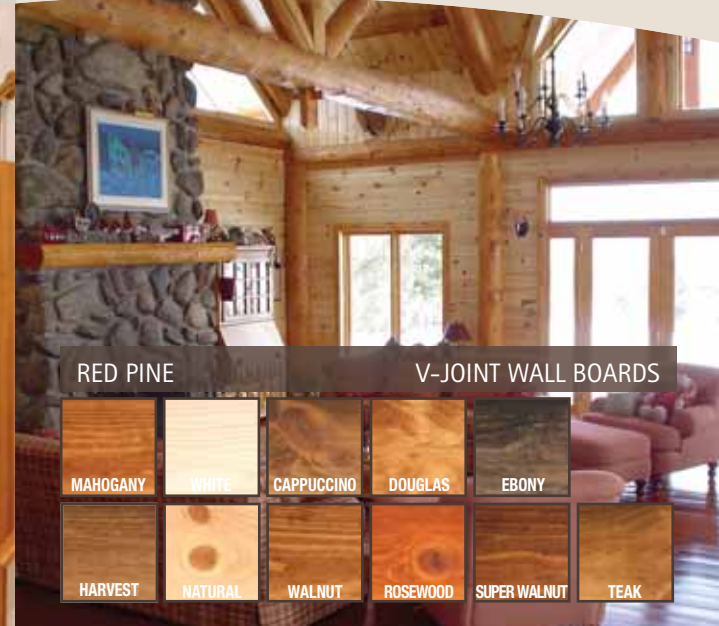 RED PINE V-JOINT WALL BOARDS
MAHOGANY WHITE CAPPUCCINO DOUGLAS EBONY
HARVEST NATURAL WALNUT ROSEWOOD SUPER WALNUT TEAK